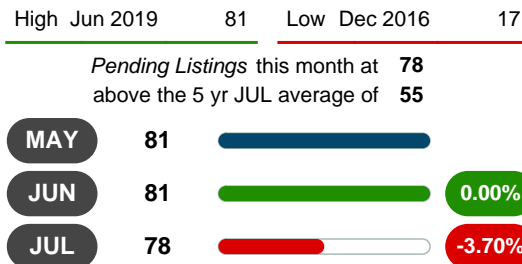 High Jun 2019 81 Low Dec 2016 17
Pending Listings this month at 78
above the 5 yr JUL average of 55
MAY 81
JUN 81 0.00%
JUL 78 -3.70%